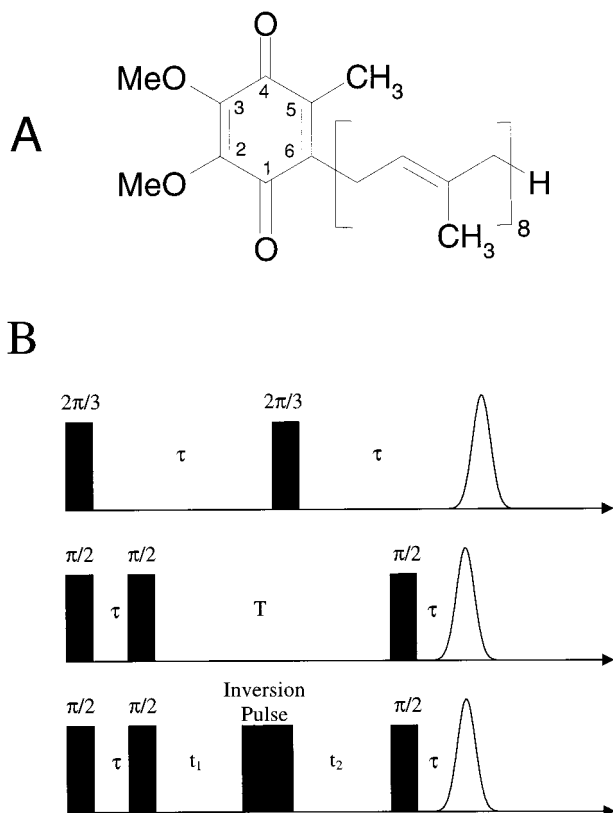 A
O
MeO
CH3
4
3
5
2
6
1
MeO
O
CH3
H
8
B
2π/3 2π/3
τ τ
π/2 π/2 π/2
τ T τ
Inversion
Pulse
π/2 π/2 π/2
τ t1 t2 τ